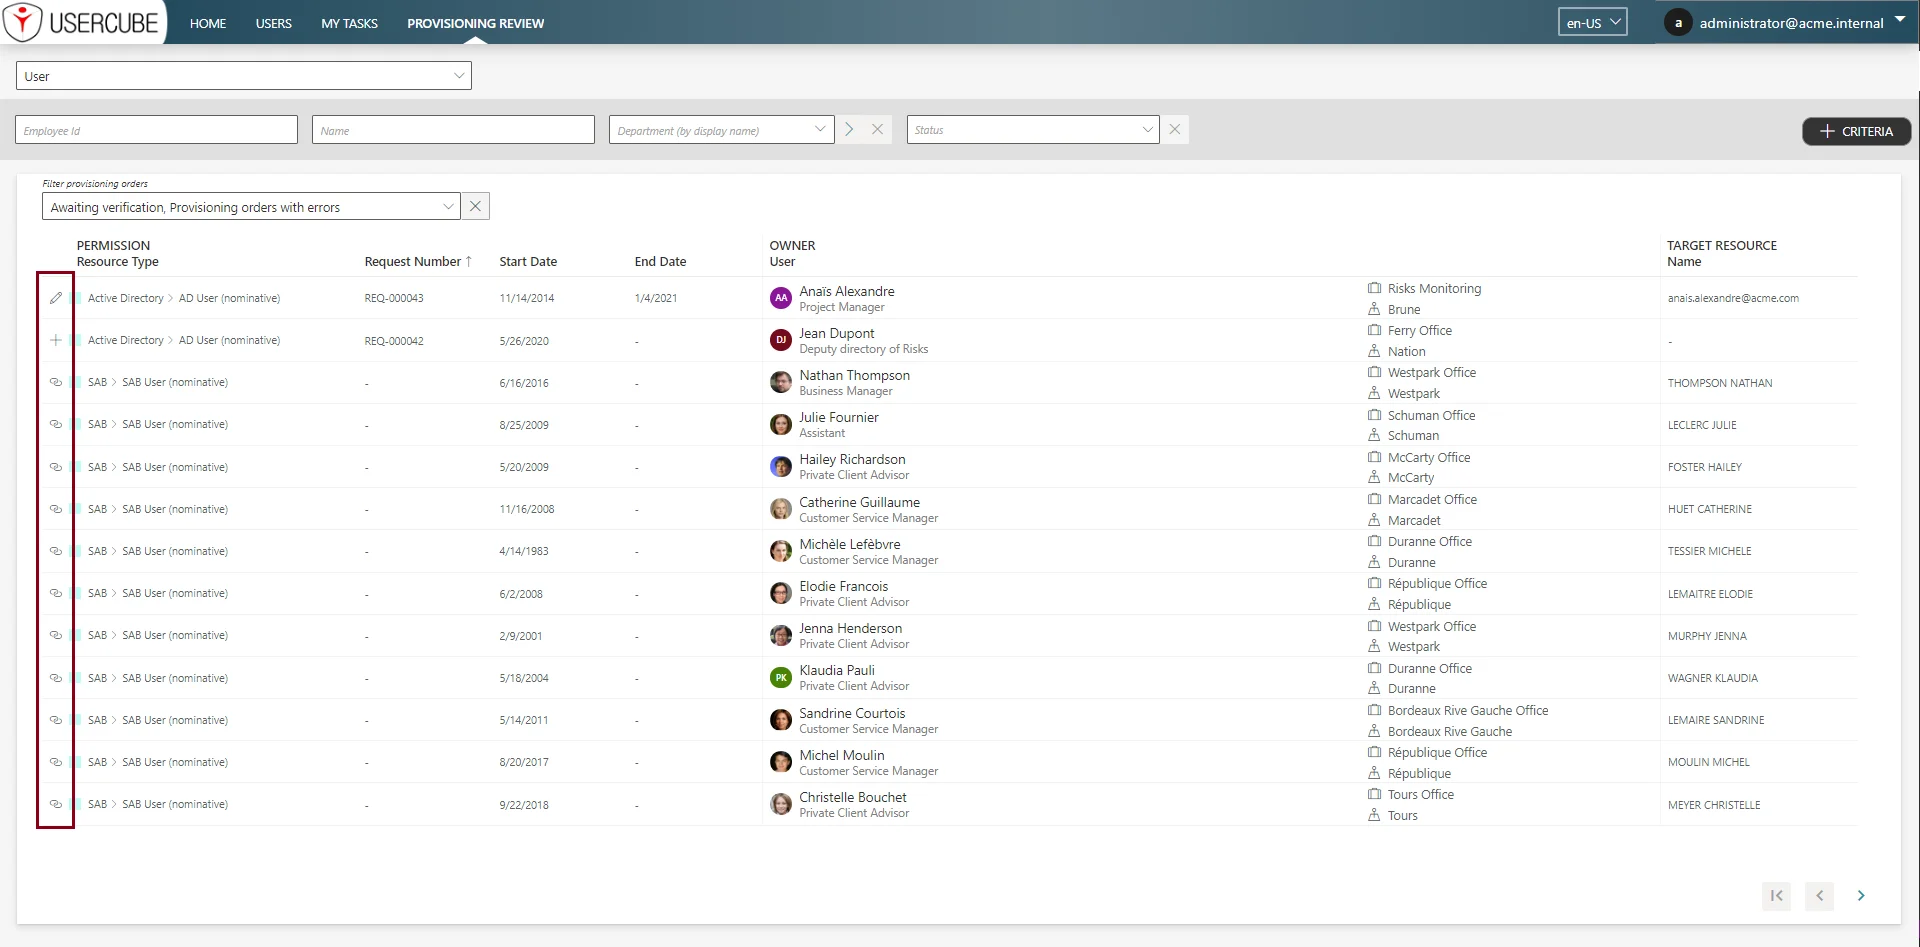 USERCUBE HOME USERS MY TASKS PROVISIONING REVIEW en-US a administrator@acme.internal
User
Employee Id Name Department (by display name) Status CRITERIA
Filter provisioning orders
Awaiting verification, Provisioning orders with errors
PERMISSION OWNER TARGET RESOURCE
Resource Type Request Number ↑ Start Date End Date User Name
Active Directory > AD User (nominative) REQ-000043 11/14/2014 1/4/2021 AA Anaïs Alexandre Risks Monitoring anais.alexandre@acme.com
Project Manager Brune
Active Directory > AD User (nominative) REQ-000042 5/26/2020 - DJ Jean Dupont Ferry Office -
Deputy directory of Risks Nation
SAB > SAB User (nominative) - 6/16/2016 - Nathan Thompson Westpark Office THOMPSON NATHAN
Business Manager Westpark
SAB > SAB User (nominative) - 8/25/2009 - Julie Fournier Schuman Office LECLERC JULIE
Assistant Schuman
SAB > SAB User (nominative) - 5/20/2009 - Hailey Richardson McCarty Office FOSTER HAILEY
Private Client Advisor McCarty
SAB > SAB User (nominative) - 11/16/2008 - Catherine Guillaume Marcadet Office HUET CATHERINE
Customer Service Manager Marcadet
SAB > SAB User (nominative) - 4/14/1983 - Michèle Lefèbvre Duranne Office TESSIER MICHELE
Customer Service Manager Duranne
SAB > SAB User (nominative) - 6/2/2008 - Elodie Francois République Office LEMAITRE ELODIE
Private Client Advisor République
SAB > SAB User (nominative) - 2/9/2001 - Jenna Henderson Westpark Office MURPHY JENNA
Private Client Advisor Westpark
SAB > SAB User (nominative) - 5/18/2004 - PK Klaudia Pauli Duranne Office WAGNER KLAUDIA
Private Client Advisor Duranne
SAB > SAB User (nominative) - 5/14/2011 - Sandrine Courtois Bordeaux Rive Gauche Office LEMAIRE SANDRINE
Customer Service Manager Bordeaux Rive Gauche
SAB > SAB User (nominative) - 8/20/2017 - Michel Moulin République Office MOULIN MICHEL
Customer Service Manager République
SAB > SAB User (nominative) - 9/22/2018 - Christelle Bouchet Tours Office MEYER CHRISTELLE
Private Client Advisor Tours